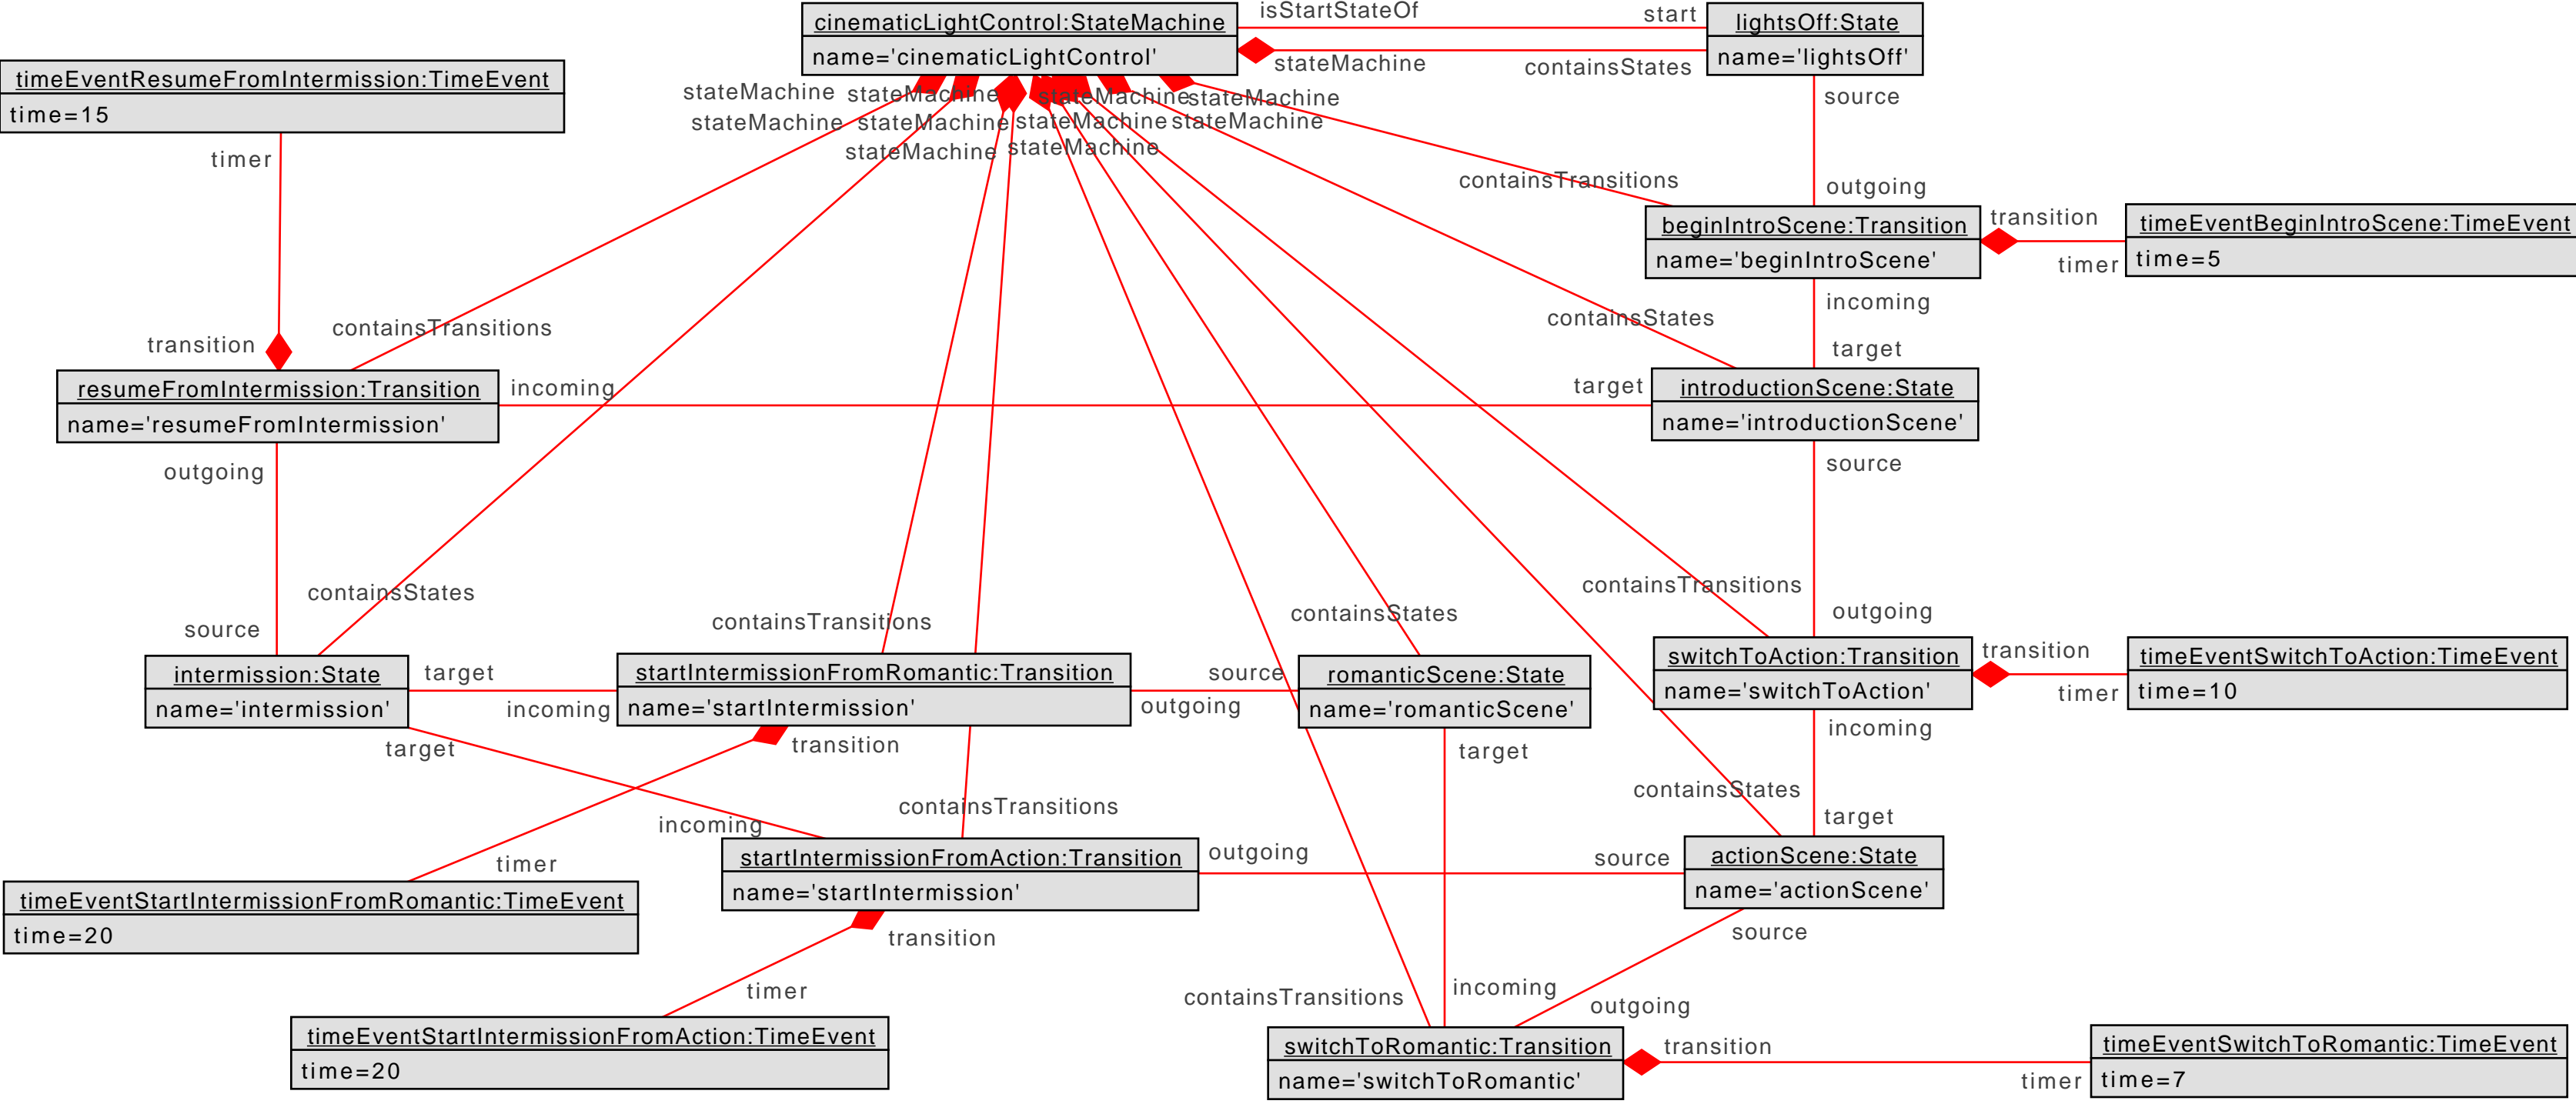 cinematicLightControl:StateMachine
name='cinematicLightControl'
isStartStateOf
start
stateMachine
containsStates
lightsOff:State
name='lightsOff'
timeEventResumeFromIntermission:TimeEvent
time=15
timer
stateMachine
stateMachine
stateMachine
stateMachine
stateMachine
stateMachine
stateMachine
stateMachine
stateMachine
stateMachine
source
containsTransitions
outgoing
beginIntroScene:Transition
name='beginIntroScene'
transition
timer
timeEventBeginIntroScene:TimeEvent
time=5
incoming
containsStates
target
transition
containsTransitions
resumeFromIntermission:Transition
name='resumeFromIntermission'
incoming
target
introductionScene:State
name='introductionScene'
outgoing
source
containsStates
source
containsTransitions
containsStates
containsTransitions
outgoing
intermission:State
name='intermission'
target
incoming
startIntermissionFromRomantic:Transition
name='startIntermission'
source
outgoing
romanticScene:State
name='romanticScene'
switchToAction:Transition
name='switchToAction'
transition
timer
timeEventSwitchToAction:TimeEvent
time=10
target
transition
target
incoming
containsTransitions
containsStates
incoming
target
timer
startIntermissionFromAction:Transition
name='startIntermission'
outgoing
source
actionScene:State
name='actionScene'
timeEventStartIntermissionFromRomantic:TimeEvent
time=20
transition
source
timer
containsTransitions
incoming
outgoing
timeEventStartIntermissionFromAction:TimeEvent
time=20
switchToRomantic:Transition
name='switchToRomantic'
transition
timer
timeEventSwitchToRomantic:TimeEvent
time=7